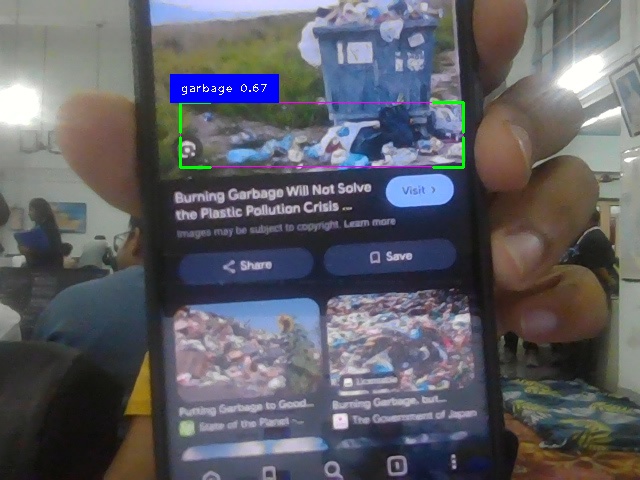 garbage 0.67
Burning Garbage Will Not Solve
the Plastic Pollution Crisis ...
Visit >
Images may be subject to copyright. Learn more
Share
Save
Licensable
Putting Garbage to Good...
State of the Planet -...
Burning Garbage, but...
The Government of Japan